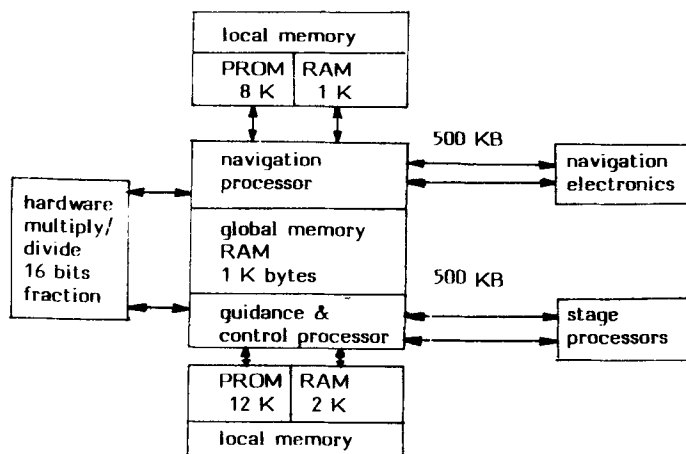 local memory
PROM RAM
8 K 1 K
500 KB
navigation
processor
navigation
electronics
hardware
multiply/
divide
16 bits
fraction
global memory
RAM
1 K bytes
500 KB
guidance &
control processor
stage
processors
PROM RAM
12 K 2 K
local memory